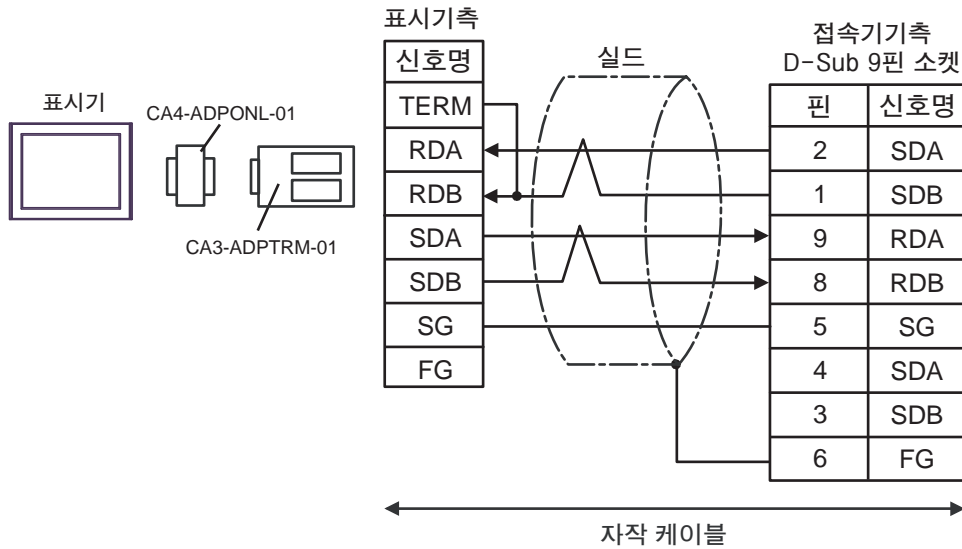 표시기
CA4-ADPONL-01
CA3-ADPTRM-01
표시기측
신호명
TERM
RDA
RDB
SDA
SDB
SG
FG
실드
접속기기측
D-Sub 9핀 소켓
핀 신호명
2 SDA
1 SDB
9 RDA
8 RDB
5 SG
4 SDA
3 SDB
6 FG
자작 케이블